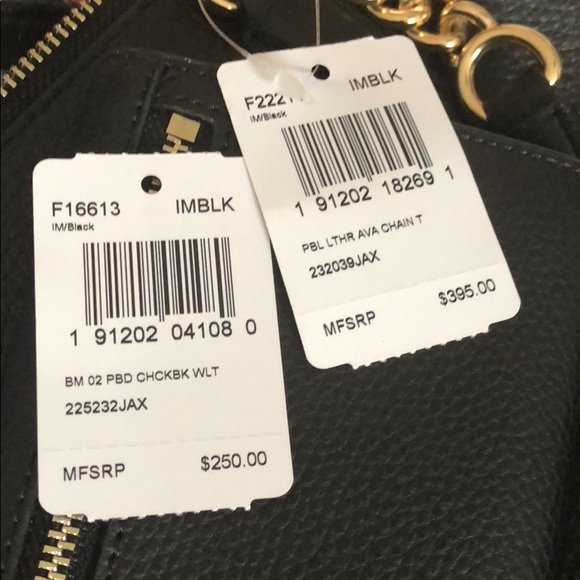 F16613 IMBLK
IM/Black
1 91202 04108 0
BM 02 PBD CHCKBK WLT
225232JAX
MFSRP $250.00
IMBLK
IM/Black
1 91202 18269 1
PBL LTHR AVA CHAIN T
232039JAX
MFSRP $395.00